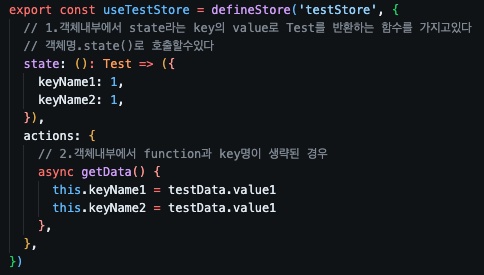 export const useTestStore = defineStore('testStore', {
  // 1.객체내부에서 state라는 key의 value로 Test를 반환하는 함수를 가지고있다
  // 객체명.state()로 호출할수있다
  state: (): Test => ({
    keyName1: 1,
    keyName2: 1,
  }),
  actions: {
    // 2.객체내부에서 function과 key명이 생략된 경우
    async getData() {
      this.keyName1 = testData.value1
      this.keyName2 = testData.value1
    },
  },
})